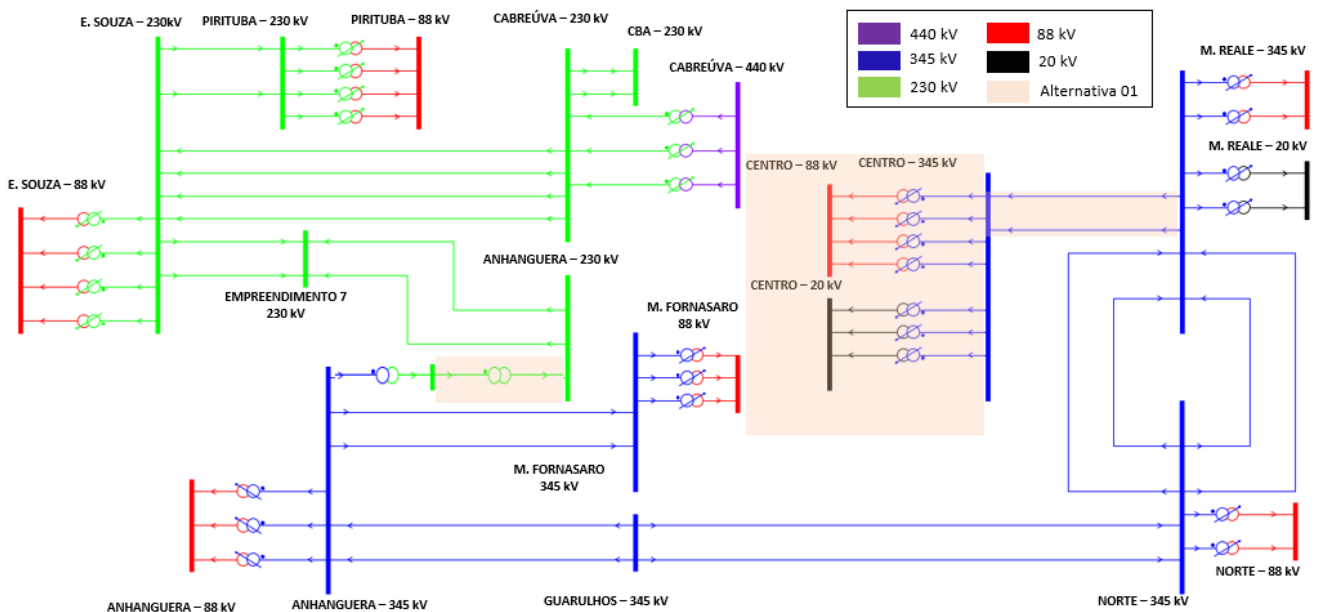 E. SOUZA – 230kV
PIRITUBA – 230 kV
PIRITUBA – 88 kV
CABREÚVA – 230 kV
CBA – 230 kV
CABREÚVA – 440 kV
440 kV
88 kV
345 kV
20 kV
230 kV
Alternativa 01
M. REALE – 345 kV
M. REALE – 20 kV
E. SOUZA – 88 kV
CENTRO – 88 kV
CENTRO – 345 kV
ANHANGUERA – 230 kV
EMPREENDIMENTO 7
230 kV
CENTRO – 20 kV
M. FORNASARO
88 kV
M. FORNASARO
345 kV
ANHANGUERA – 88 kV
ANHANGUERA – 345 kV
GUARULHOS – 345 kV
NORTE – 345 kV
NORTE – 88 kV